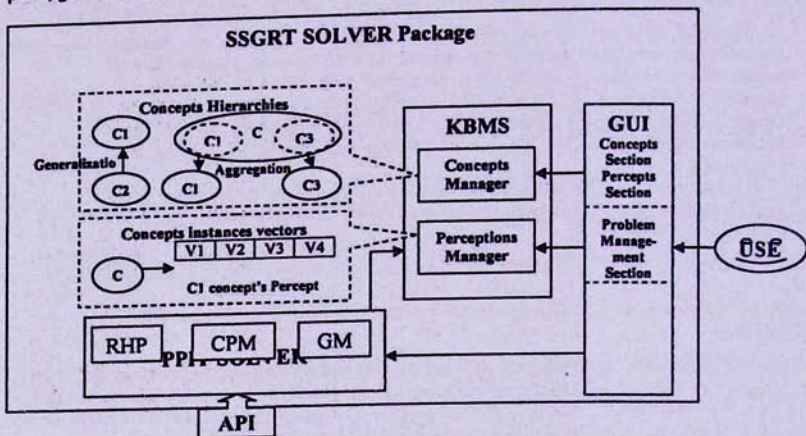 SSGRT SOLVER Package
Concepts Hierarchies
C1
C1
C
C3
Generalizatio
Aggregation
C2
C1
C3
Concepts instances vectors
V1 V2 V3 V4
C
C1 concept's Percept
KBMS
Concepts
Manager
Perceptions
Manager
GUI
Concepts
Section
Percepts
Section
Problem
Manage-
ment
Section
USE
RHP
CPM
GM
SOLVER
API